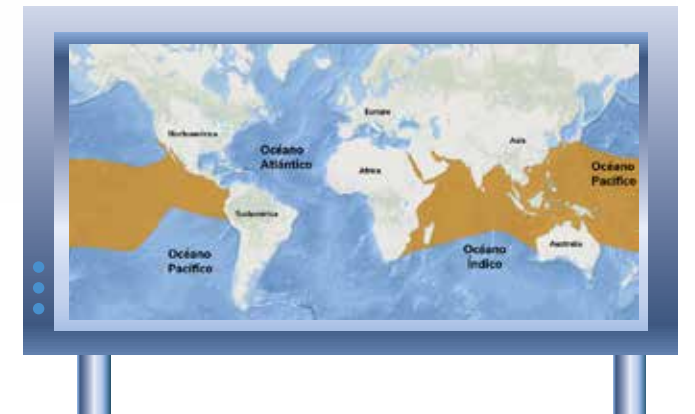 Norteamérica
Océano
Atlántico
Europa
Asia
África
Océano
Pacífico
Sudamérica
Océano
Pacífico
Océano
Índico
Australia